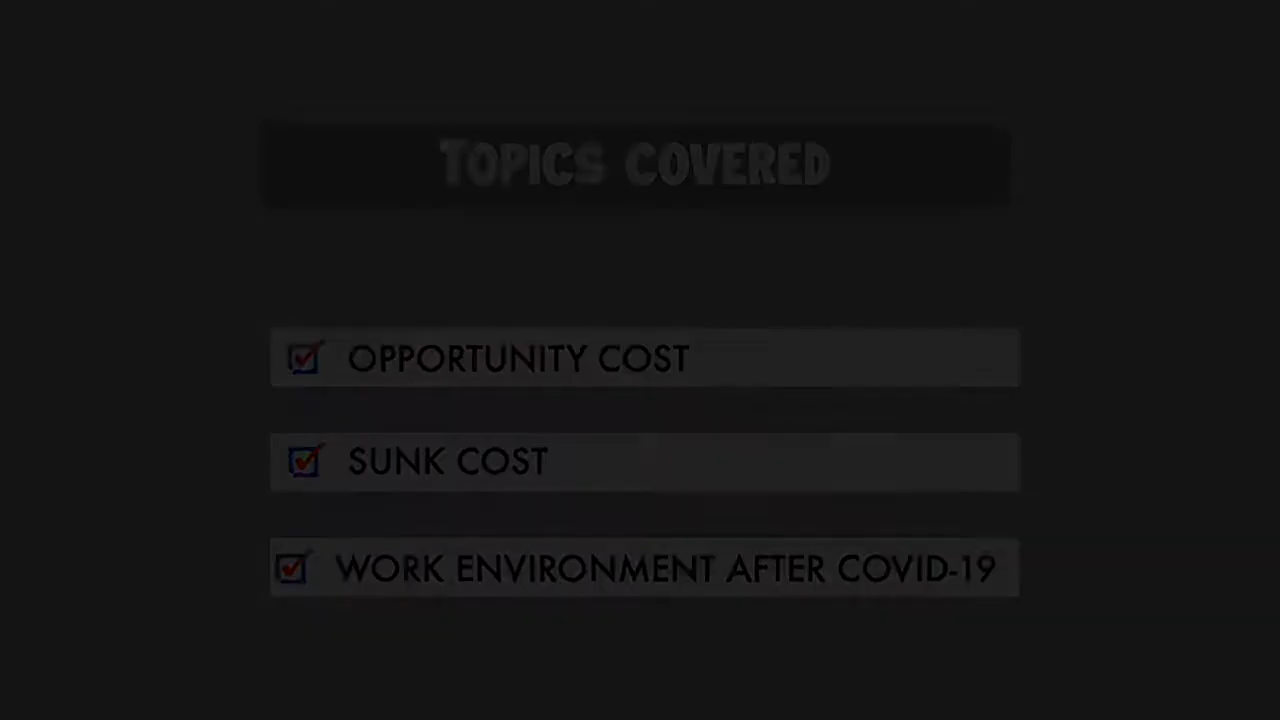 TOPICS COVERED
OPPORTUNITY COST
SUNK COST
WORK ENVIRONMENT AFTER COVID-19